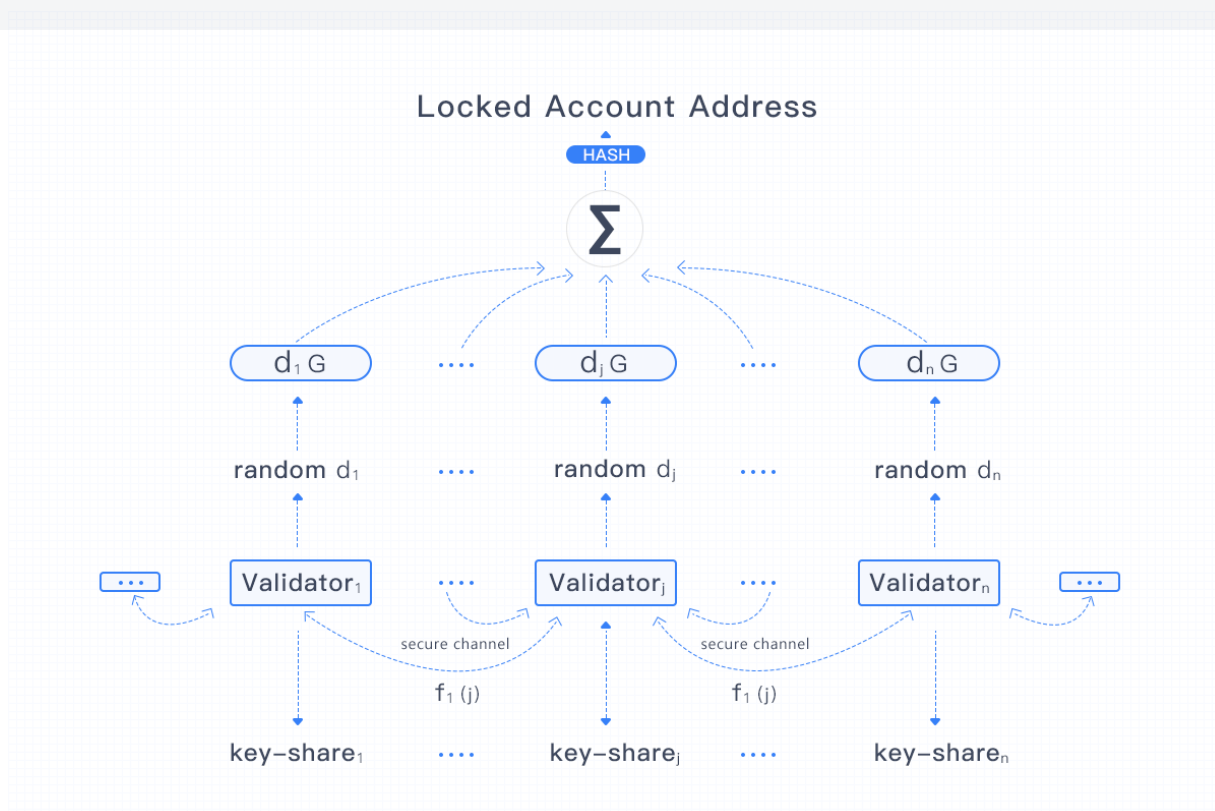 Locked Account Address
HASH
Σ
d₁ G .... dⱼ G .... dₙ G
random d₁ .... random dⱼ .... random dₙ
... Validator₁ .... Validatorⱼ .... Validatorₙ ...
secure channel secure channel
f₁ (j) f₁ (j)
key-share₁ .... key-shareⱼ .... key-shareₙ